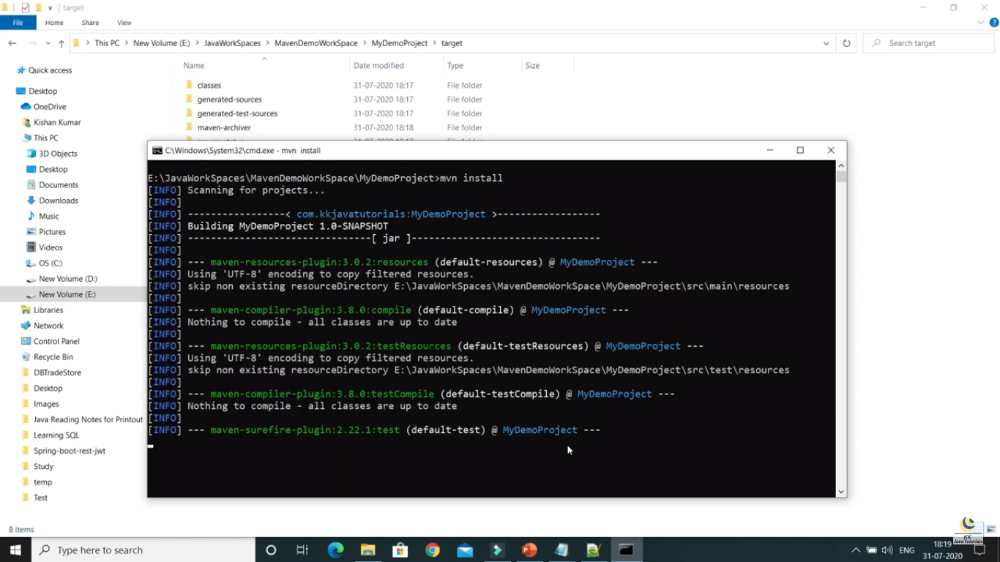 target
File Home Share View
This PC New Volume (E:) JavaWorkSpaces MavenDemoWorkSpace MyDemoProject target
Search target
Name Date modified Type Size
classes 31-07-2020 18:17 File folder
generated-sources 31-07-2020 18:17 File folder
generated-test-sources 31-07-2020 18:17 File folder
maven-archiver 31-07-2020 18:18 File folder
Quick access
Desktop
OneDrive
Kishan Kumar
This PC
3D Objects
Desktop
Documents
Downloads
Music
Pictures
Videos
OS (C:)
New Volume (D:)
New Volume (E:)
Libraries
Network
Control Panel
Recycle Bin
DBTradeStore
Desktop
Images
Java Reading Notes for Printout
Learning SQL
Spring-boot-rest-jwt
Study
temp
Test
8 items
C:\Windows\System32\cmd.exe - mvn install
E:\JavaWorkSpaces\MavenDemoWorkSpace\MyDemoProject>mvn install
[INFO] Scanning for projects...
[INFO]
[INFO] -----------------< com.kkjavatutorials:MyDemoProject >------------------
[INFO] Building MyDemoProject 1.0-SNAPSHOT
[INFO] --------------------------------[ jar ]---------------------------------
[INFO]
[INFO] --- maven-resources-plugin:3.0.2:resources (default-resources) @ MyDemoProject ---
[INFO] Using 'UTF-8' encoding to copy filtered resources.
[INFO] skip non existing resourceDirectory E:\JavaWorkSpaces\MavenDemoWorkSpace\MyDemoProject\src\main\resources
[INFO]
[INFO] --- maven-compiler-plugin:3.8.0:compile (default-compile) @ MyDemoProject ---
[INFO] Nothing to compile - all classes are up to date
[INFO]
[INFO] --- maven-resources-plugin:3.0.2:testResources (default-testResources) @ MyDemoProject ---
[INFO] Using 'UTF-8' encoding to copy filtered resources.
[INFO] skip non existing resourceDirectory E:\JavaWorkSpaces\MavenDemoWorkSpace\MyDemoProject\src\test\resources
[INFO]
[INFO] --- maven-compiler-plugin:3.8.0:testCompile (default-testCompile) @ MyDemoProject ---
[INFO] Nothing to compile - all classes are up to date
[INFO]
[INFO] --- maven-surefire-plugin:2.22.1:test (default-test) @ MyDemoProject ---
KK
JavaTutorials
Type here to search
ENG
18:19
31-07-2020